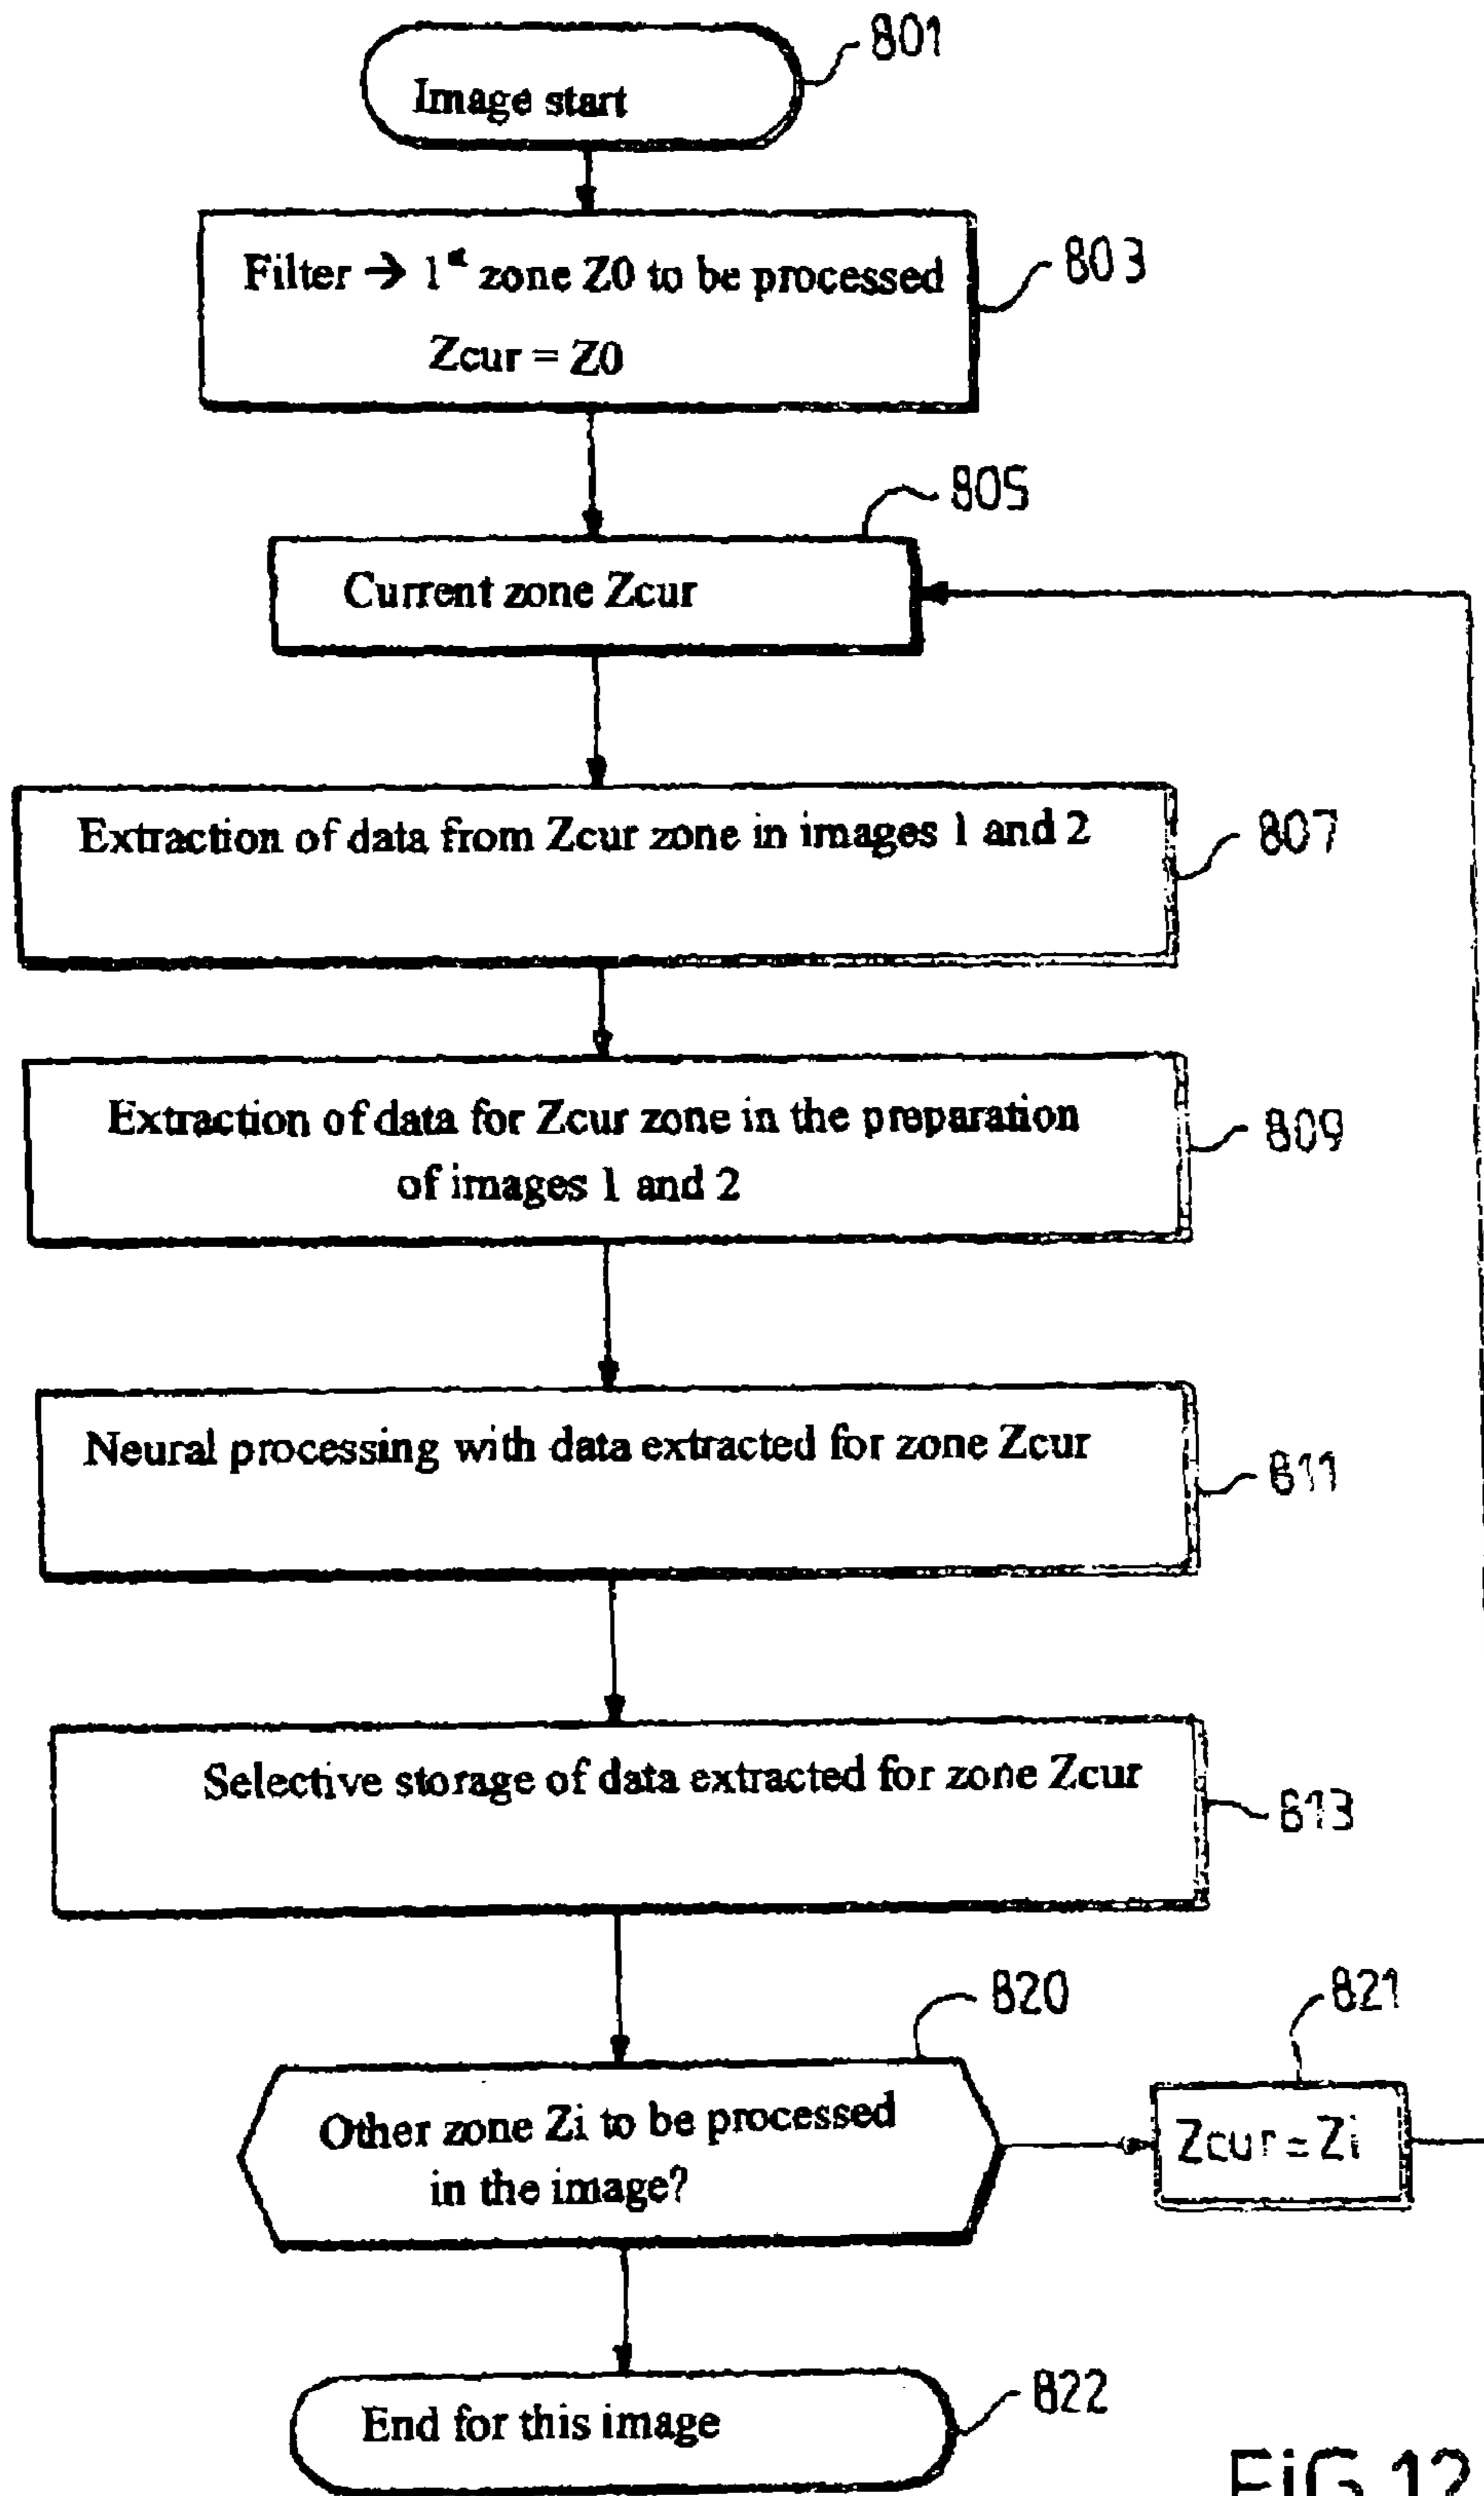 Image start
801
Filter → 1st zone Z0 to be processed
Zcur = Z0
803
805
Current zone Zcur
Extraction of data from Zcur zone in images 1 and 2
807
Extraction of data for Zcur zone in the preparation
of images 1 and 2
809
Neural processing with data extracted for zone Zcur
811
Selective storage of data extracted for zone Zcur
813
820
821
Other zone Zi to be processed
in the image?
Zcur=Zi
End for this image
822
FIG.12